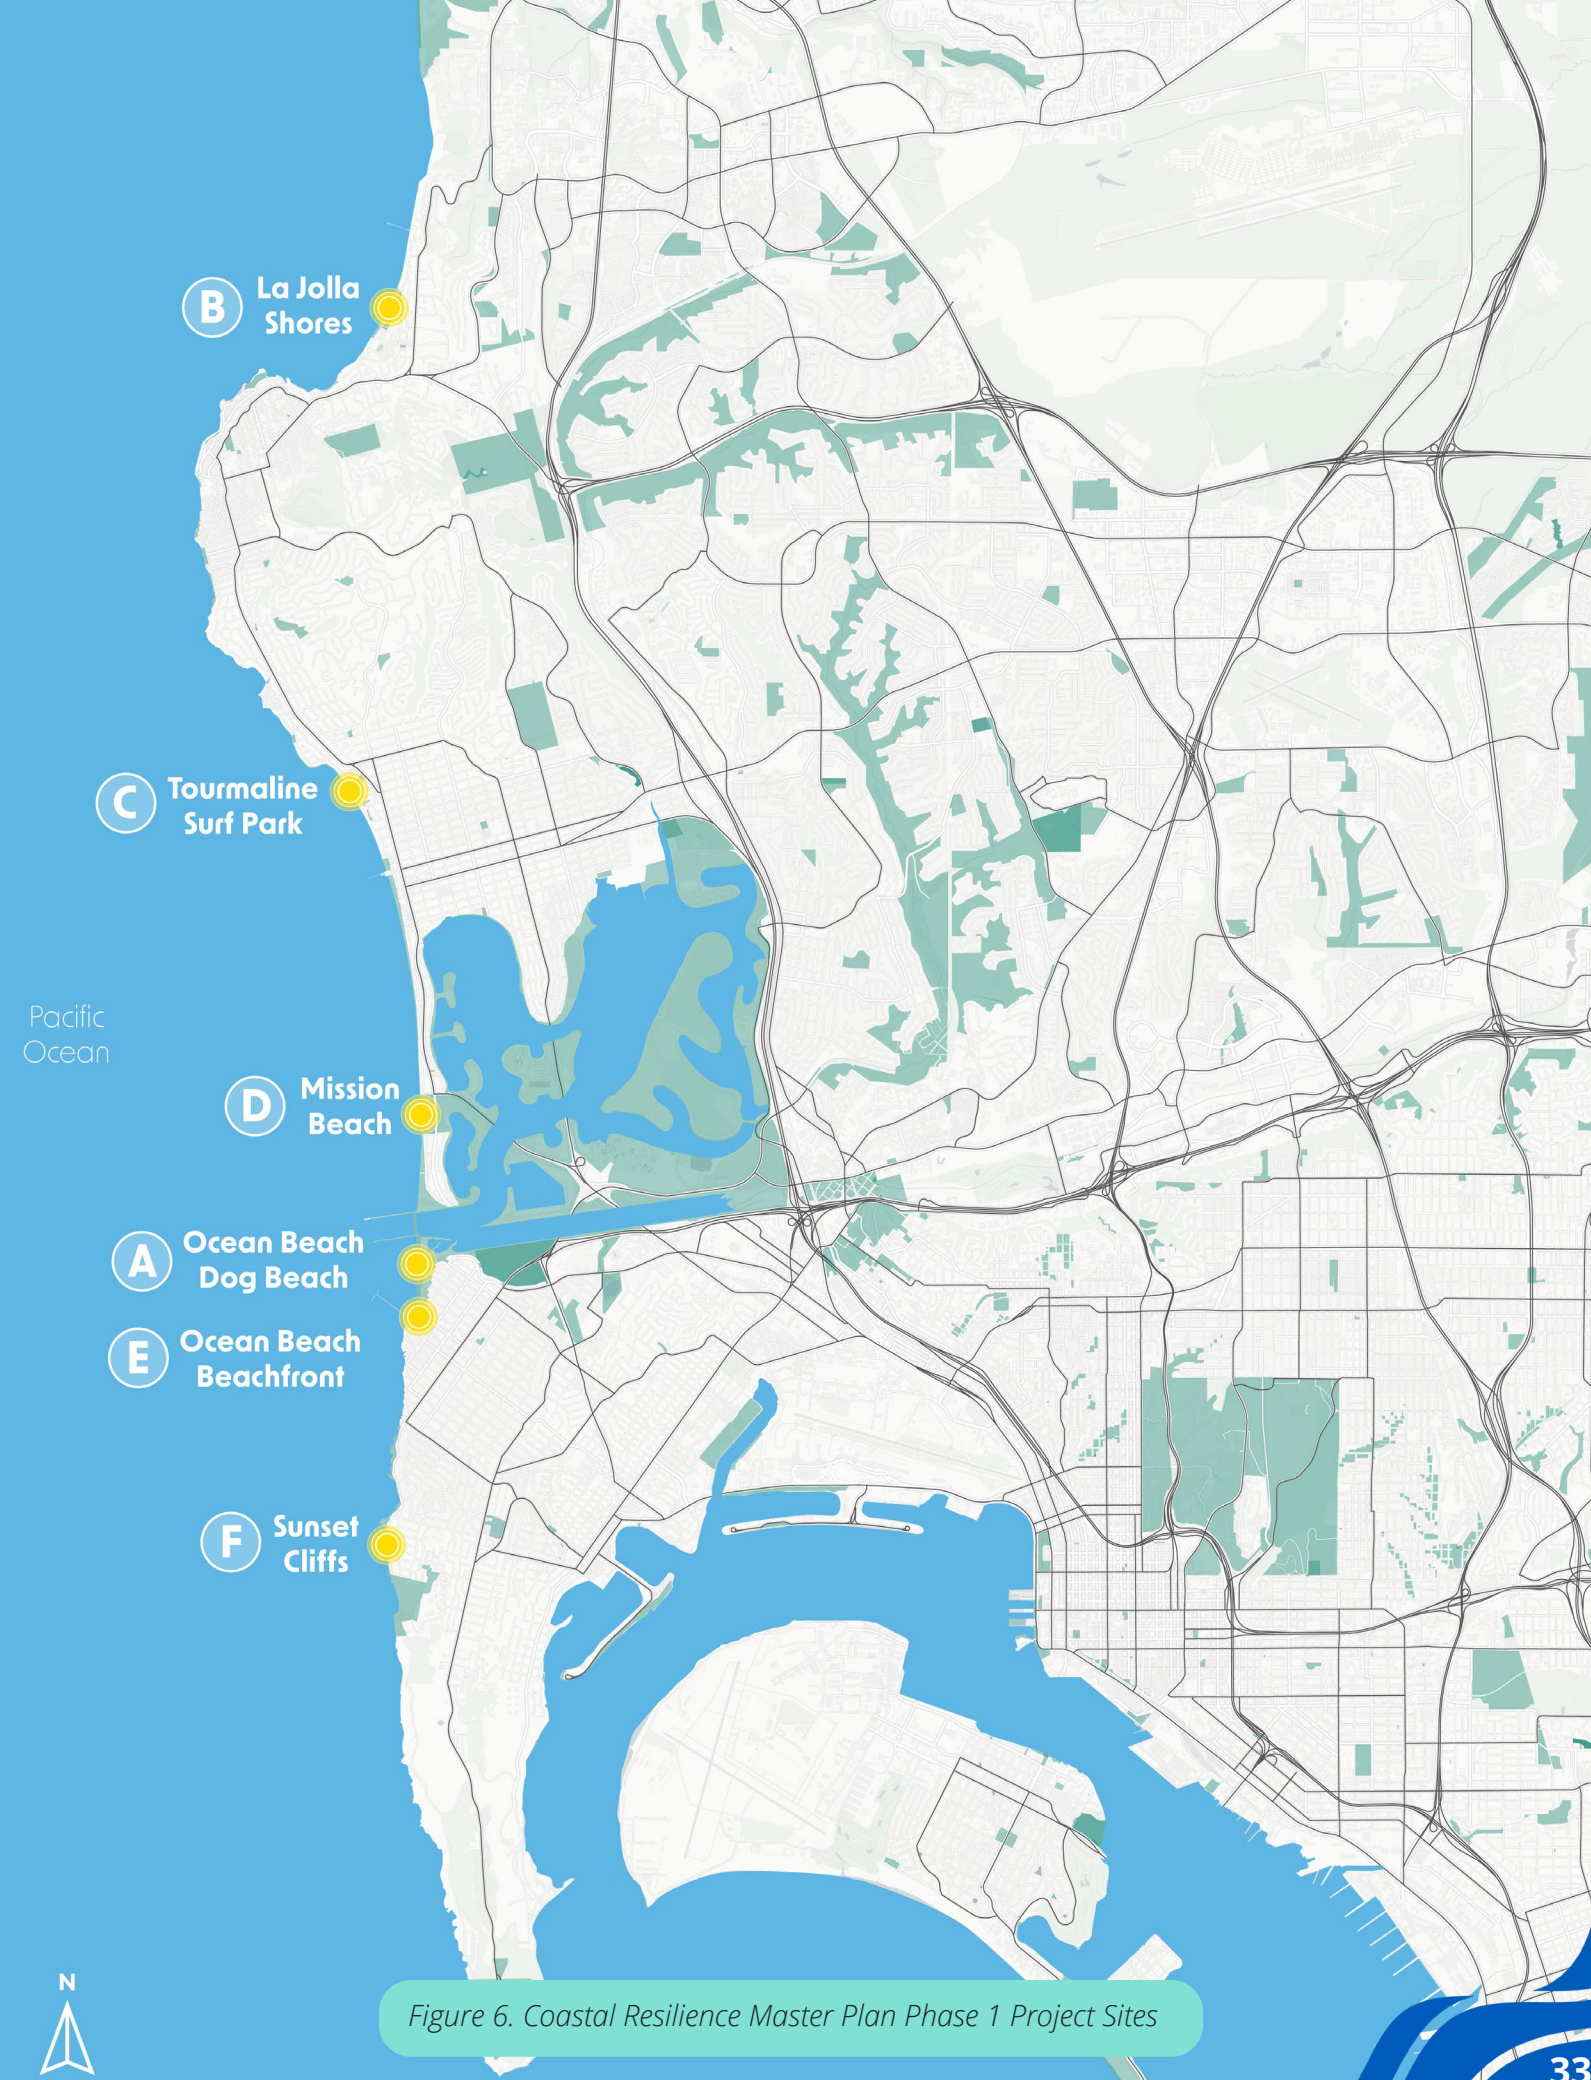 B
La Jolla
Shores
C
Tourmaline
Surf Park
Pacific
Ocean
D
Mission
Beach
A
Ocean Beach
Dog Beach
E
Ocean Beach
Beachfront
F
Sunset
Cliffs
N
Figure 6. Coastal Resilience Master Plan Phase 1 Project Sites
33